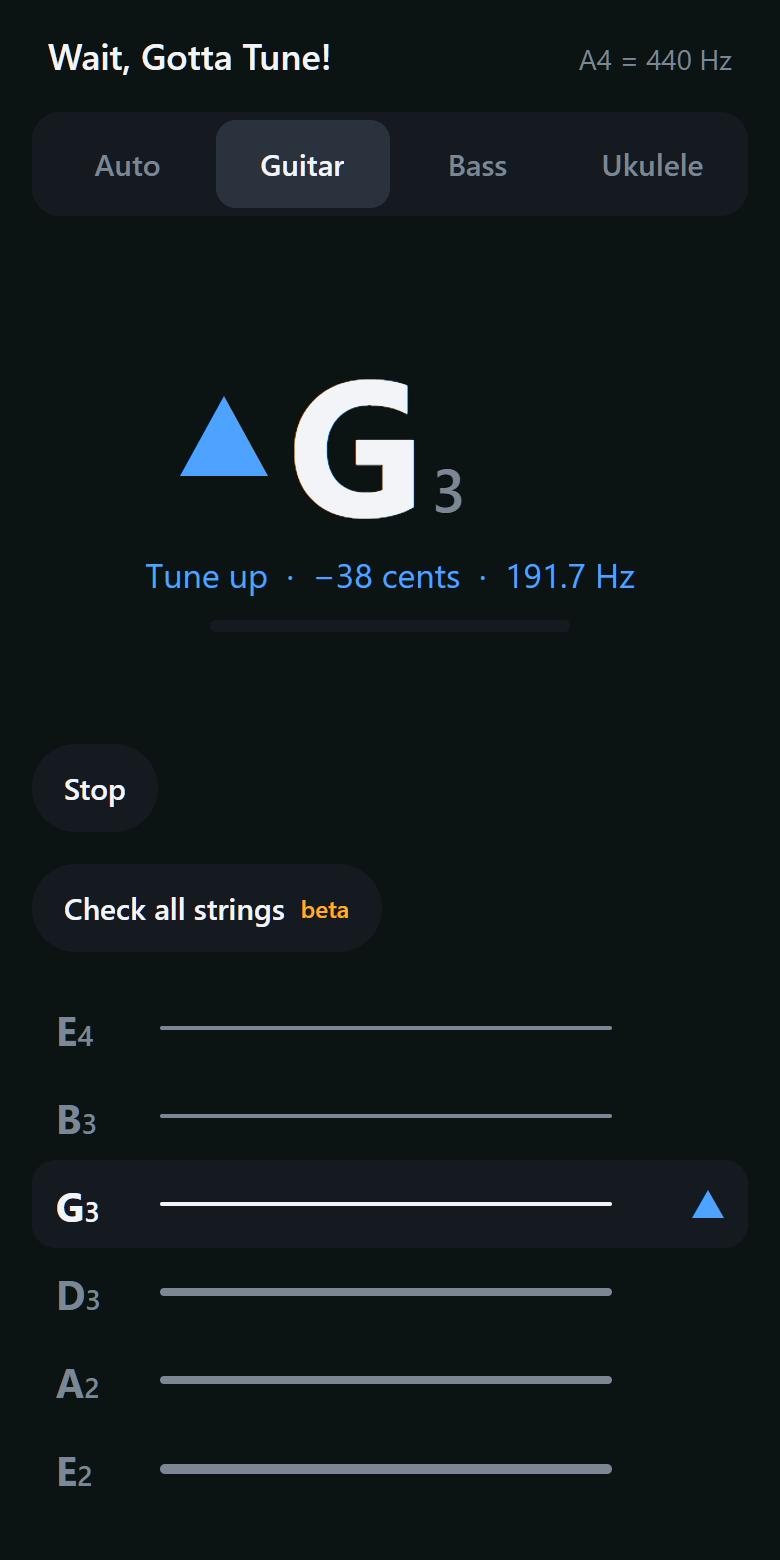 Wait, Gotta Tune! A4 = 440 Hz
Auto Guitar Bass Ukulele
G3
Tune up · −38 cents · 191.7 Hz
Stop
Check all strings beta
E4
B3
G3
D3
A2
E2